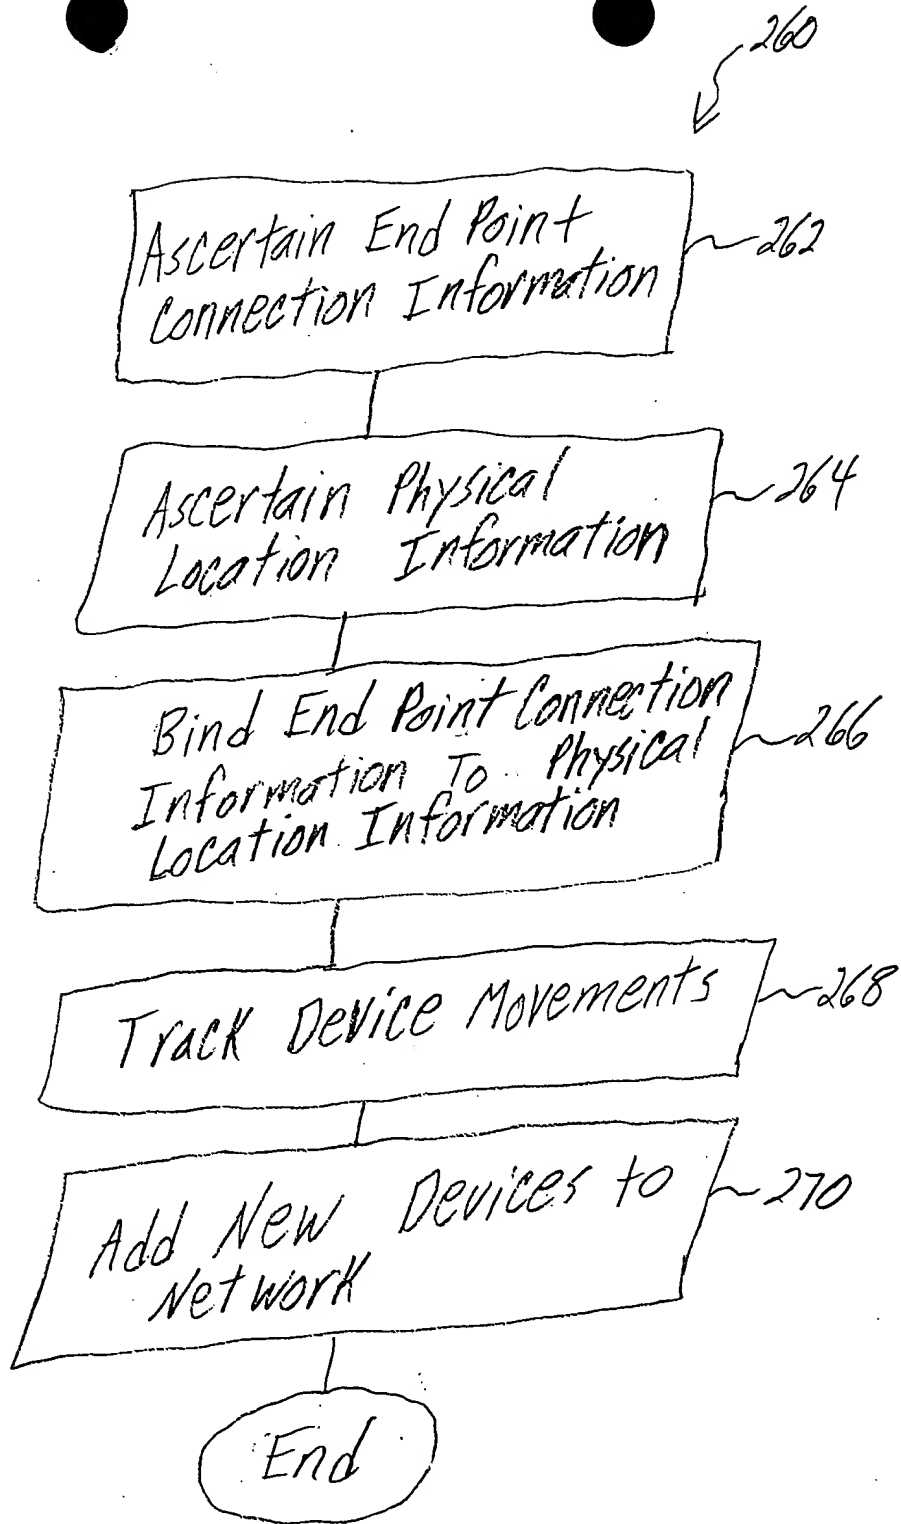 260
Ascertain End Point
Connection Information
262
Ascertain Physical
Location Information
264
Bind End Point Connection
Information To Physical
Location Information
266
Track Device Movements
268
Add New Devices to
Network
270
End